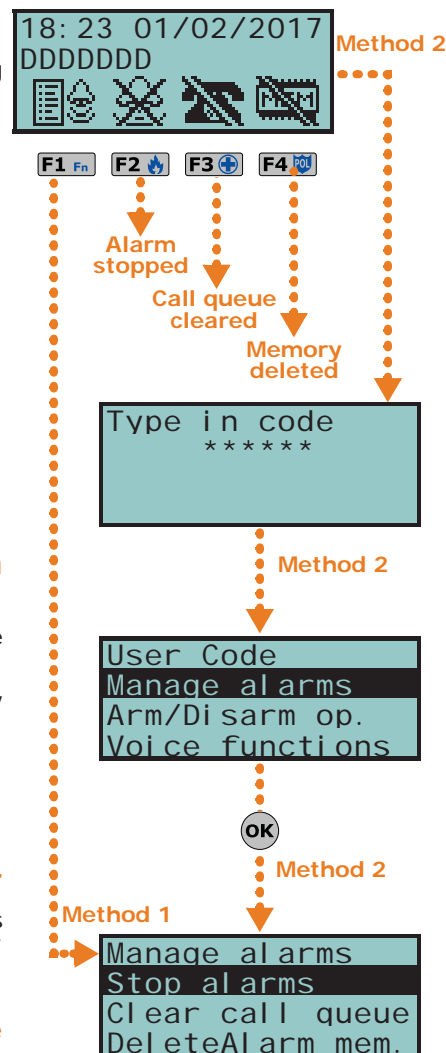 18:23 01/02/2017
DDDDDDD
Method 2
F1 Fn F2 F3 F4 POL
Alarm
stopped
Call queue
cleared
Memory
deleted
Type in code
******
Method 2
User Code
Manage alarms
Arm/Disarm op.
Voice functions
OK
Method 2
Method 1
Manage alarms
Stop alarms
Clear call queue
DeleteAlarm mem.